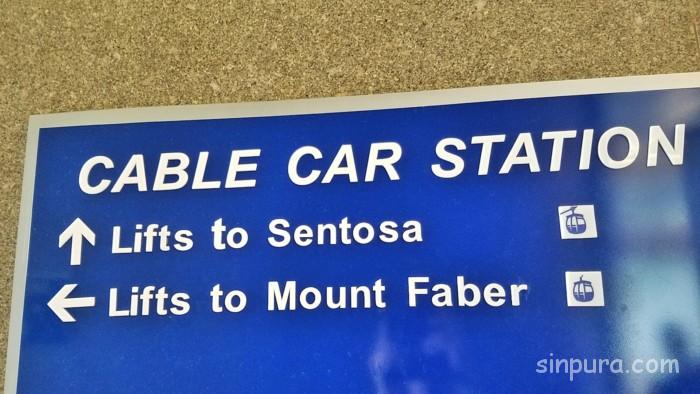 CABLE CAR STATION
Lifts to Sentosa
Lifts to Mount Faber
sinpura.com